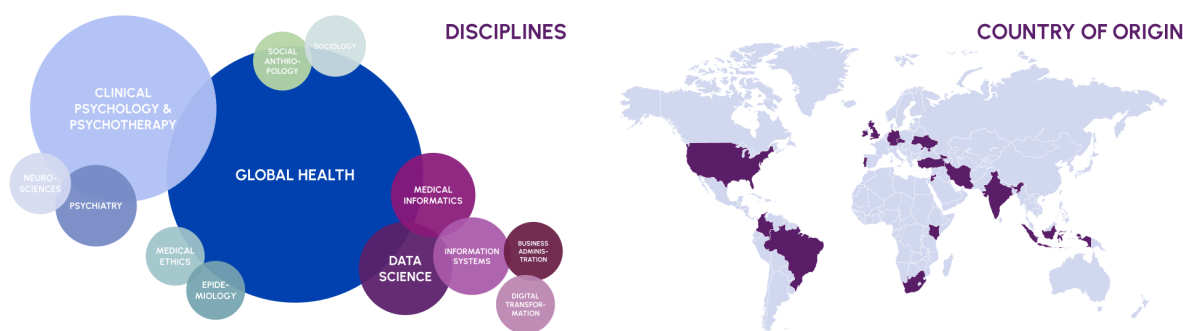 DISCIPLINES
SOCIOLOGY
SOCIAL
ANTHRO-
POLOGY
CLINICAL
PSYCHOLOGY &
PSYCHOTHERAPY
GLOBAL HEALTH
NEURO-
SCIENCES
PSYCHIATRY
MEDICAL
INFORMATICS
MEDICAL
ETHICS
EPIDE-
MIOLOGY
DATA
SCIENCE
INFORMATION
SYSTEMS
BUSINESS
ADMINIS-
TRATION
DIGITAL
TRANSFOR-
MATION
COUNTRY OF ORIGIN